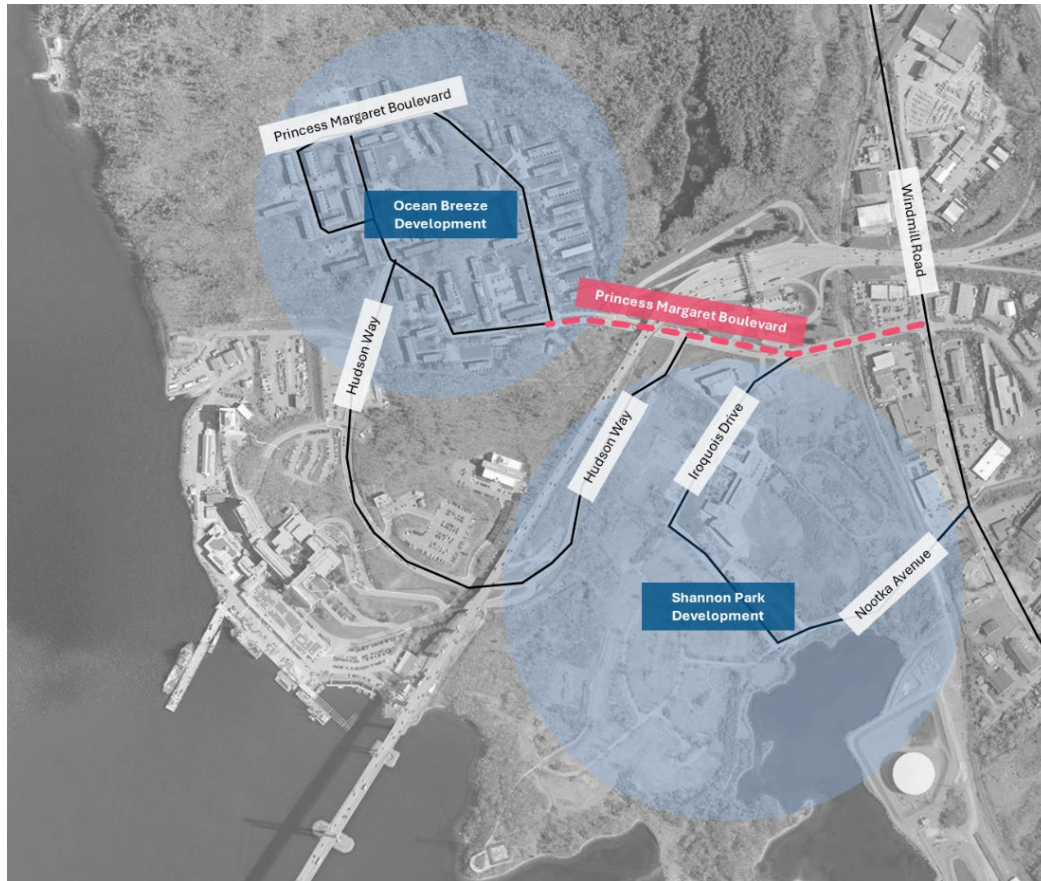 Princess Margaret Boulevard
Ocean Breeze
Development
Windmill Road
Princess Margaret Boulevard
Hudson Way
Hudson Way
Iroquois Drive
Nootka Avenue
Shannon Park
Development